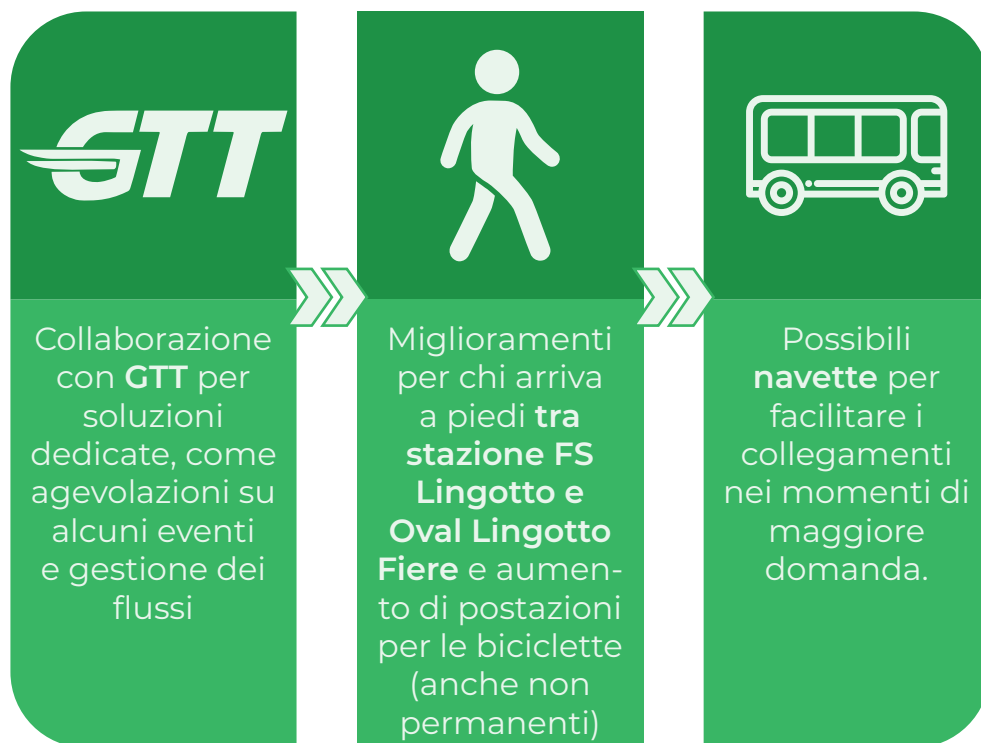 GTT
Collaborazione
con GTT per
soluzioni
dedicate, come
agevolazioni su
alcuni eventi
e gestione dei
flussi
Miglioramenti
per chi arriva
a piedi tra
stazione FS
Lingotto e
Oval Lingotto
Fiere e aumen-
to di postazioni
per le biciclette
(anche non
permanenti)
Possibili
navette per
facilitare i
collegamenti
nei momenti di
maggiore
domanda.